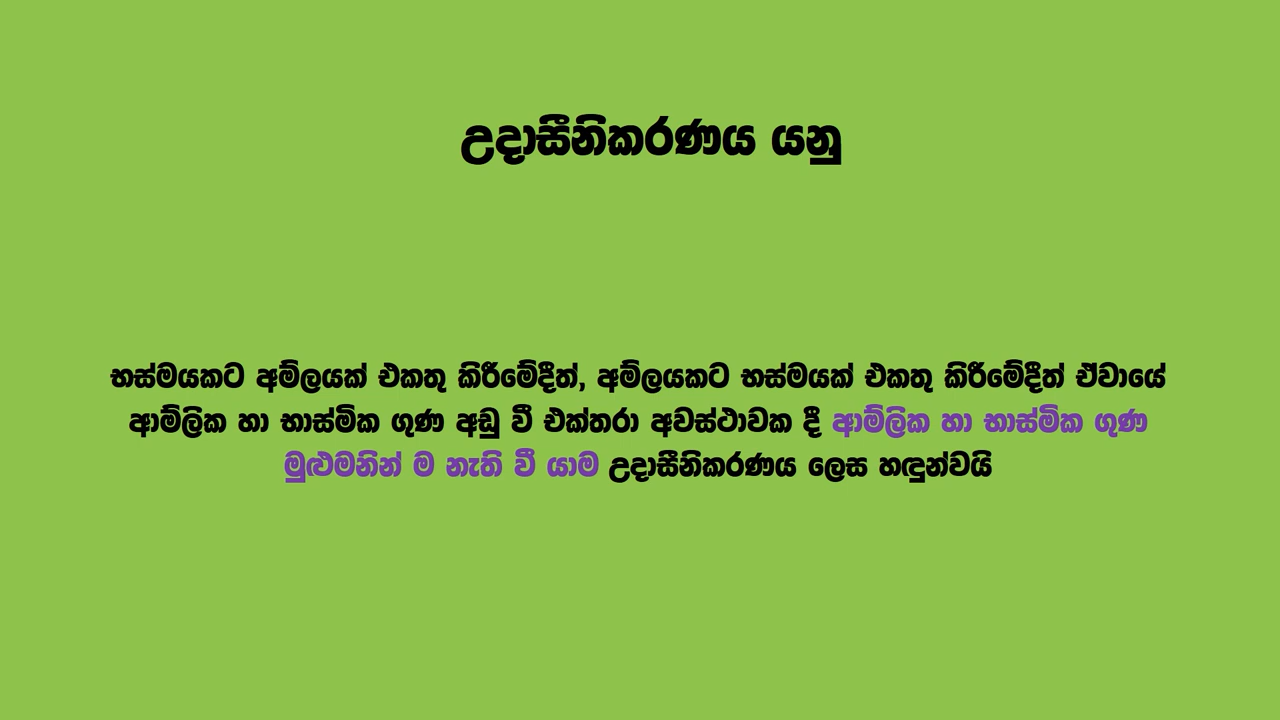 උදාසීනිකරණය යනු
භස්මයකට අම්ලයක් එකතු කිරීමේදීත්, අම්ලයකට භස්මයක් එකතු කිරීමේදීත් ඒවායේ
ආම්ලික හා භාස්මික ගුණ අඩු වී එක්තරා අවස්ථාවක දී ආම්ලික හා භාස්මික ගුණ
මුළුමනින් ම නැති වී යාම උදාසීනිකරණය ලෙස හඳුන්වයි